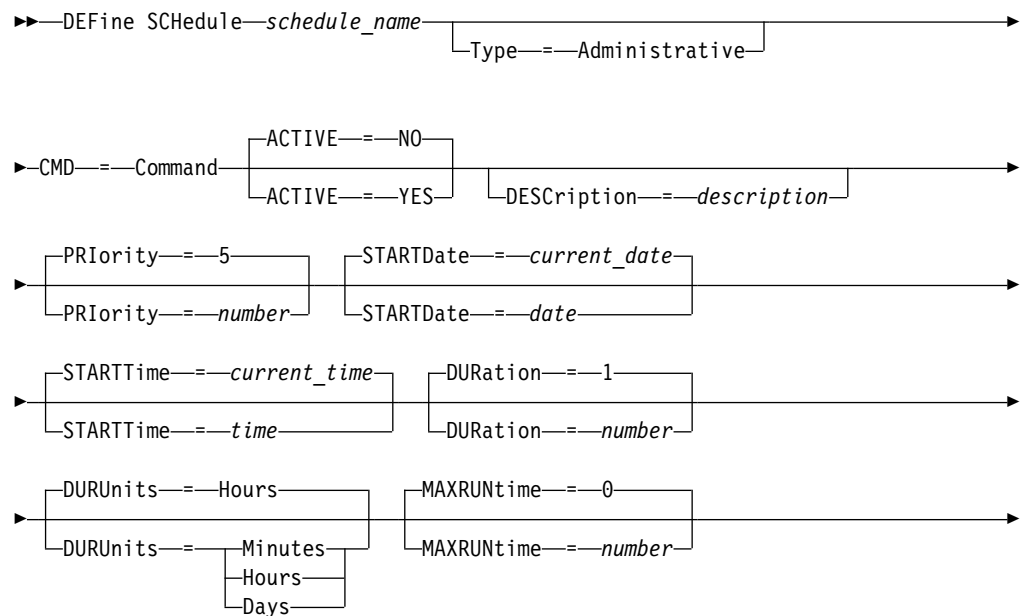 DEFine SCHedule schedule_name
Type = Administrative
CMD = Command
ACTIVE = NO
ACTIVE = YES
DESCription = description
PRIority = 5
PRIority = number
STARTDate = current_date
STARTDate = date
STARTTime = current_time
STARTTime = time
DURation = 1
DURation = number
DURUnits = Hours
DURUnits = Minutes
Hours
Days
MAXRUNtime = 0
MAXRUNtime = number